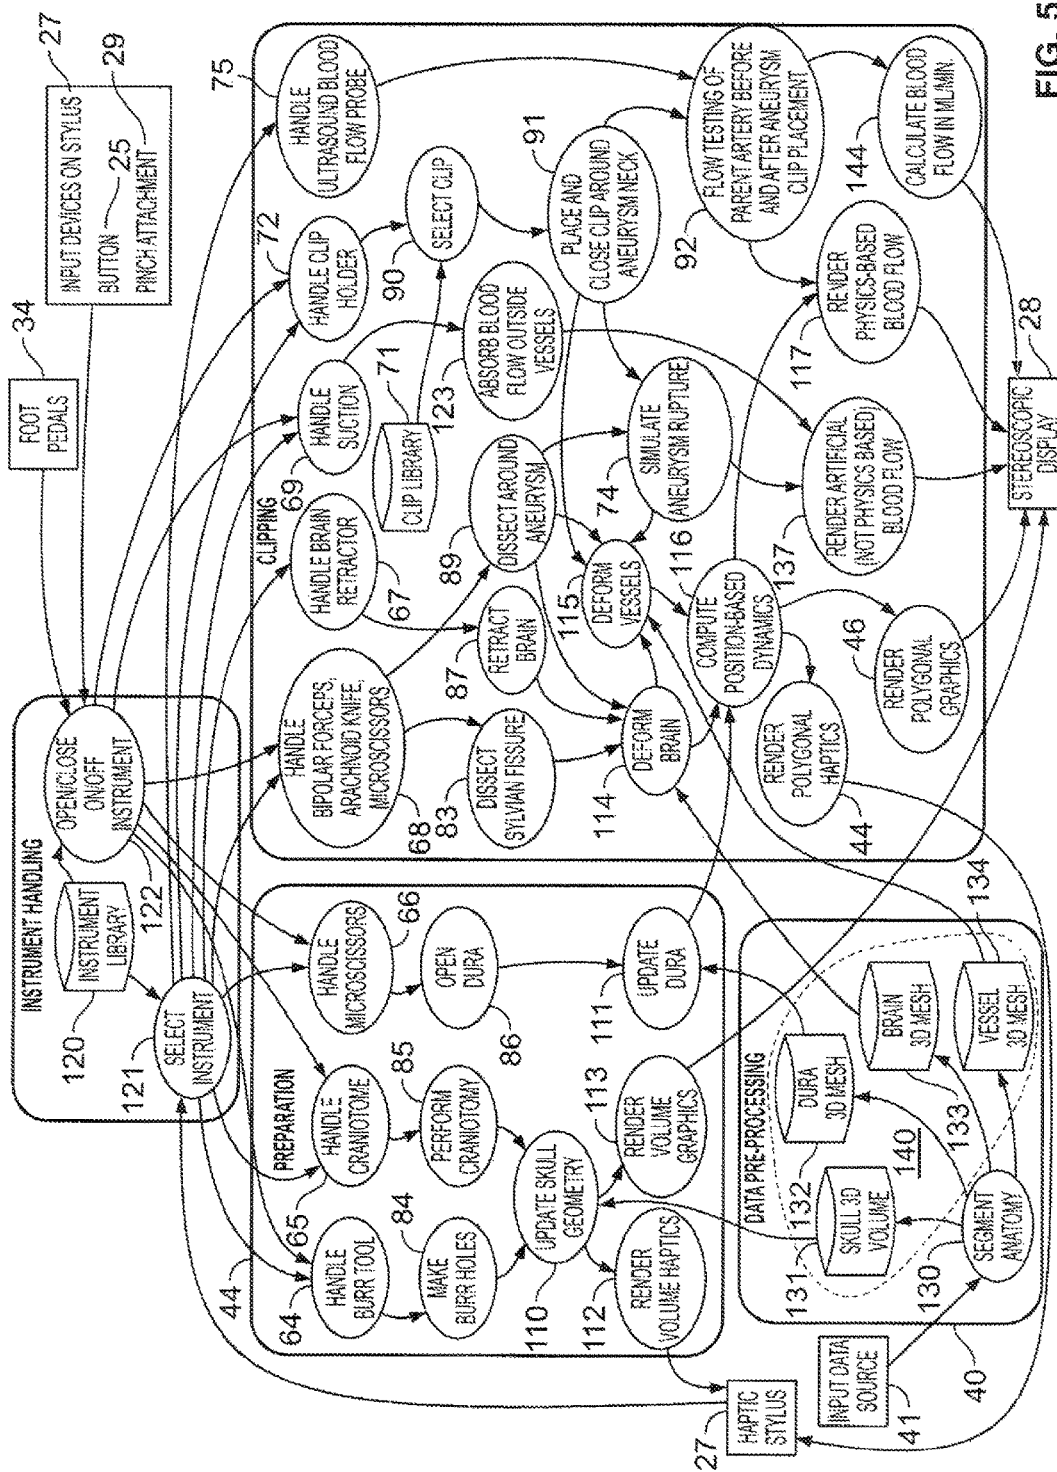 INPUT DEVICES ON STYLUS
27
BUTTON
25
PINCH ATTACHMENT
29
34
FOOT
PEDALS
INSTRUMENT HANDLING
OPEN/CLOSE
ON/OFF
INSTRUMENT
122
INSTRUMENT
LIBRARY
120
SELECT
INSTRUMENT
121
44
PREPARATION
HANDLE
BURR TOOL
64
HANDLE
CRANIOTOME
65
HANDLE
MICROSCISSORS
66
MAKE
BURR HOLES
84
PERFORM
CRANIOTOMY
85
OPEN
DURA
86
UPDATE SKULL
GEOMETRY
110
RENDER
VOLUME HAPTICS
112
RENDER
VOLUME
GRAPHICS
113
UPDATE
DURA
111
CLIPPING
HANDLE
BIPOLAR FORCEPS,
ARACHNOID KNIFE,
MICROSCISSORS
68
HANDLE BRAIN
RETRACTOR
67
HANDLE
SUCTION
69
HANDLE CLIP
HOLDER
72
HANDLE
ULTRASOUND BLOOD
FLOW PROBE
75
CLIP LIBRARY
71
SELECT CLIP
90
DISSECT
SYLVIAN FISSURE
83
RETRACT
BRAIN
87
DISSECT AROUND
ANEURYSM
89
ABSORB BLOOD
FLOW OUTSIDE
VESSELS
123
PLACE AND
CLOSE CLIP AROUND
ANEURYSM NECK
91
DEFORM
BRAIN
114
DEFORM
VESSELS
115
SIMULATE
ANEURYSM RUPTURE
74
FLOW TESTING OF
PARENT ARTERY BEFORE
AND AFTER ANEURYSM
CLIP PLACEMENT
92
COMPUTE
POSITION-BASED
DYNAMICS
116
RENDER
POLYGONAL
HAPTICS
44
RENDER
POLYGONAL
GRAPHICS
46
RENDER ARTIFICIAL
(NOT PHYSICS BASED)
BLOOD FLOW
137
RENDER
PHYSICS-BASED
BLOOD FLOW
117
CALCULATE BLOOD
FLOW IN ML/MIN.
144
DATA PRE-PROCESSING
SKULL 3D
VOLUME
131
DURA
3D MESH
132
BRAIN
3D MESH
133
VESSEL
3D MESH
134
140
SEGMENT
ANATOMY
130
40
INPUT DATA
SOURCE
41
HAPTIC
STYLUS
27
STEREOSCOPIC
DISPLAY
28
FIG. 5